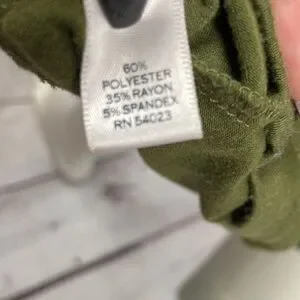 60%
POLYESTER
35% RAYON
5% SPANDEX
RN 54023